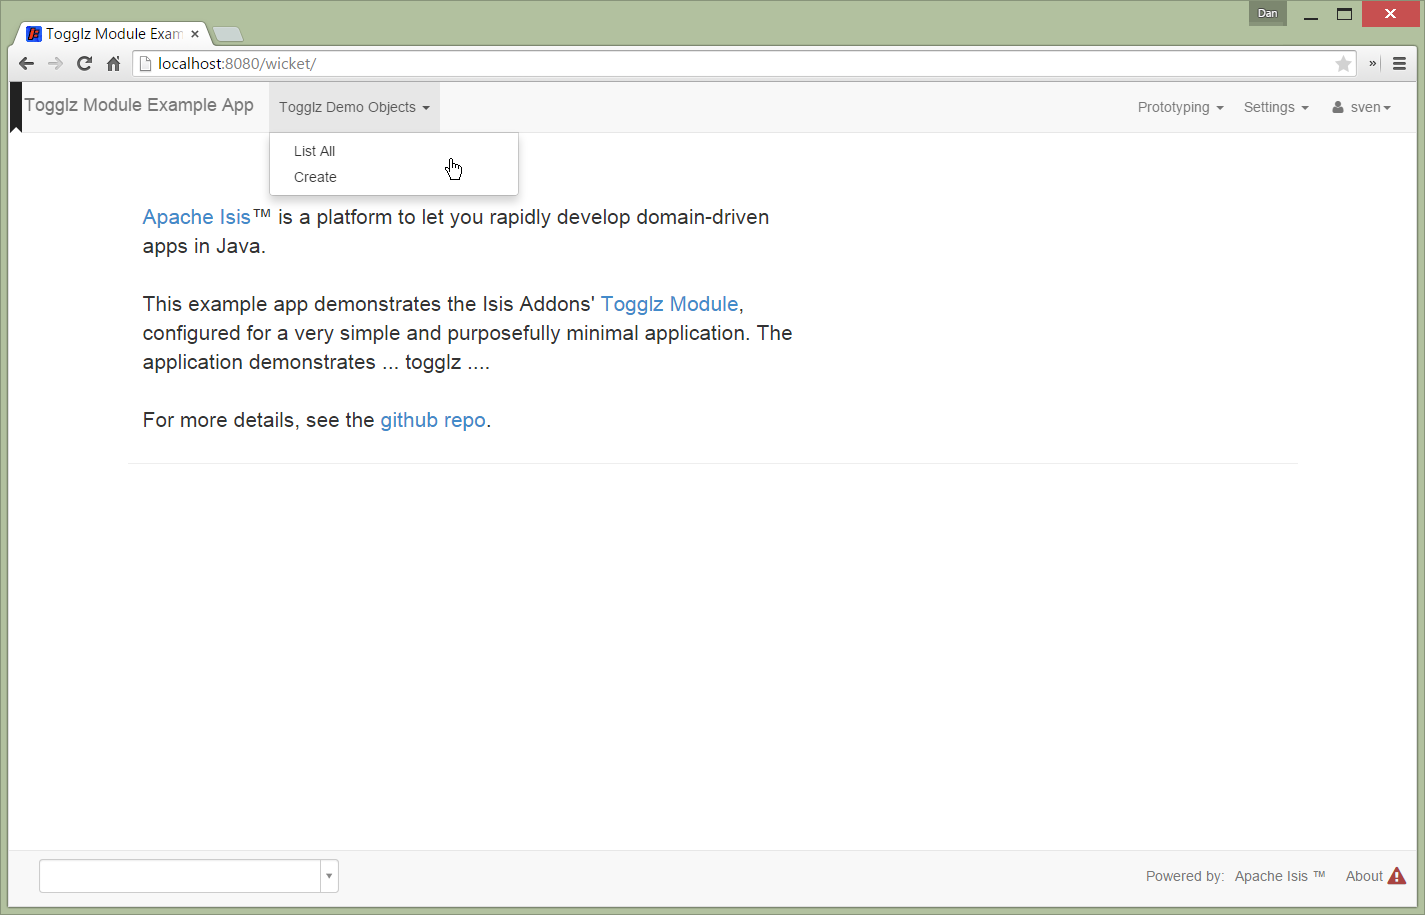 Dan
Togglz Module Exam
localhost:8080/wicket/
Togglz Module Example App
Togglz Demo Objects
Prototyping
Settings
sven
List All
Create
Apache Isis™ is a platform to let you rapidly develop domain-driven
apps in Java.
This example app demonstrates the Isis Addons' Togglz Module,
configured for a very simple and purposefully minimal application. The
application demonstrates ... togglz ....
For more details, see the github repo.
Powered by: Apache Isis ™ About